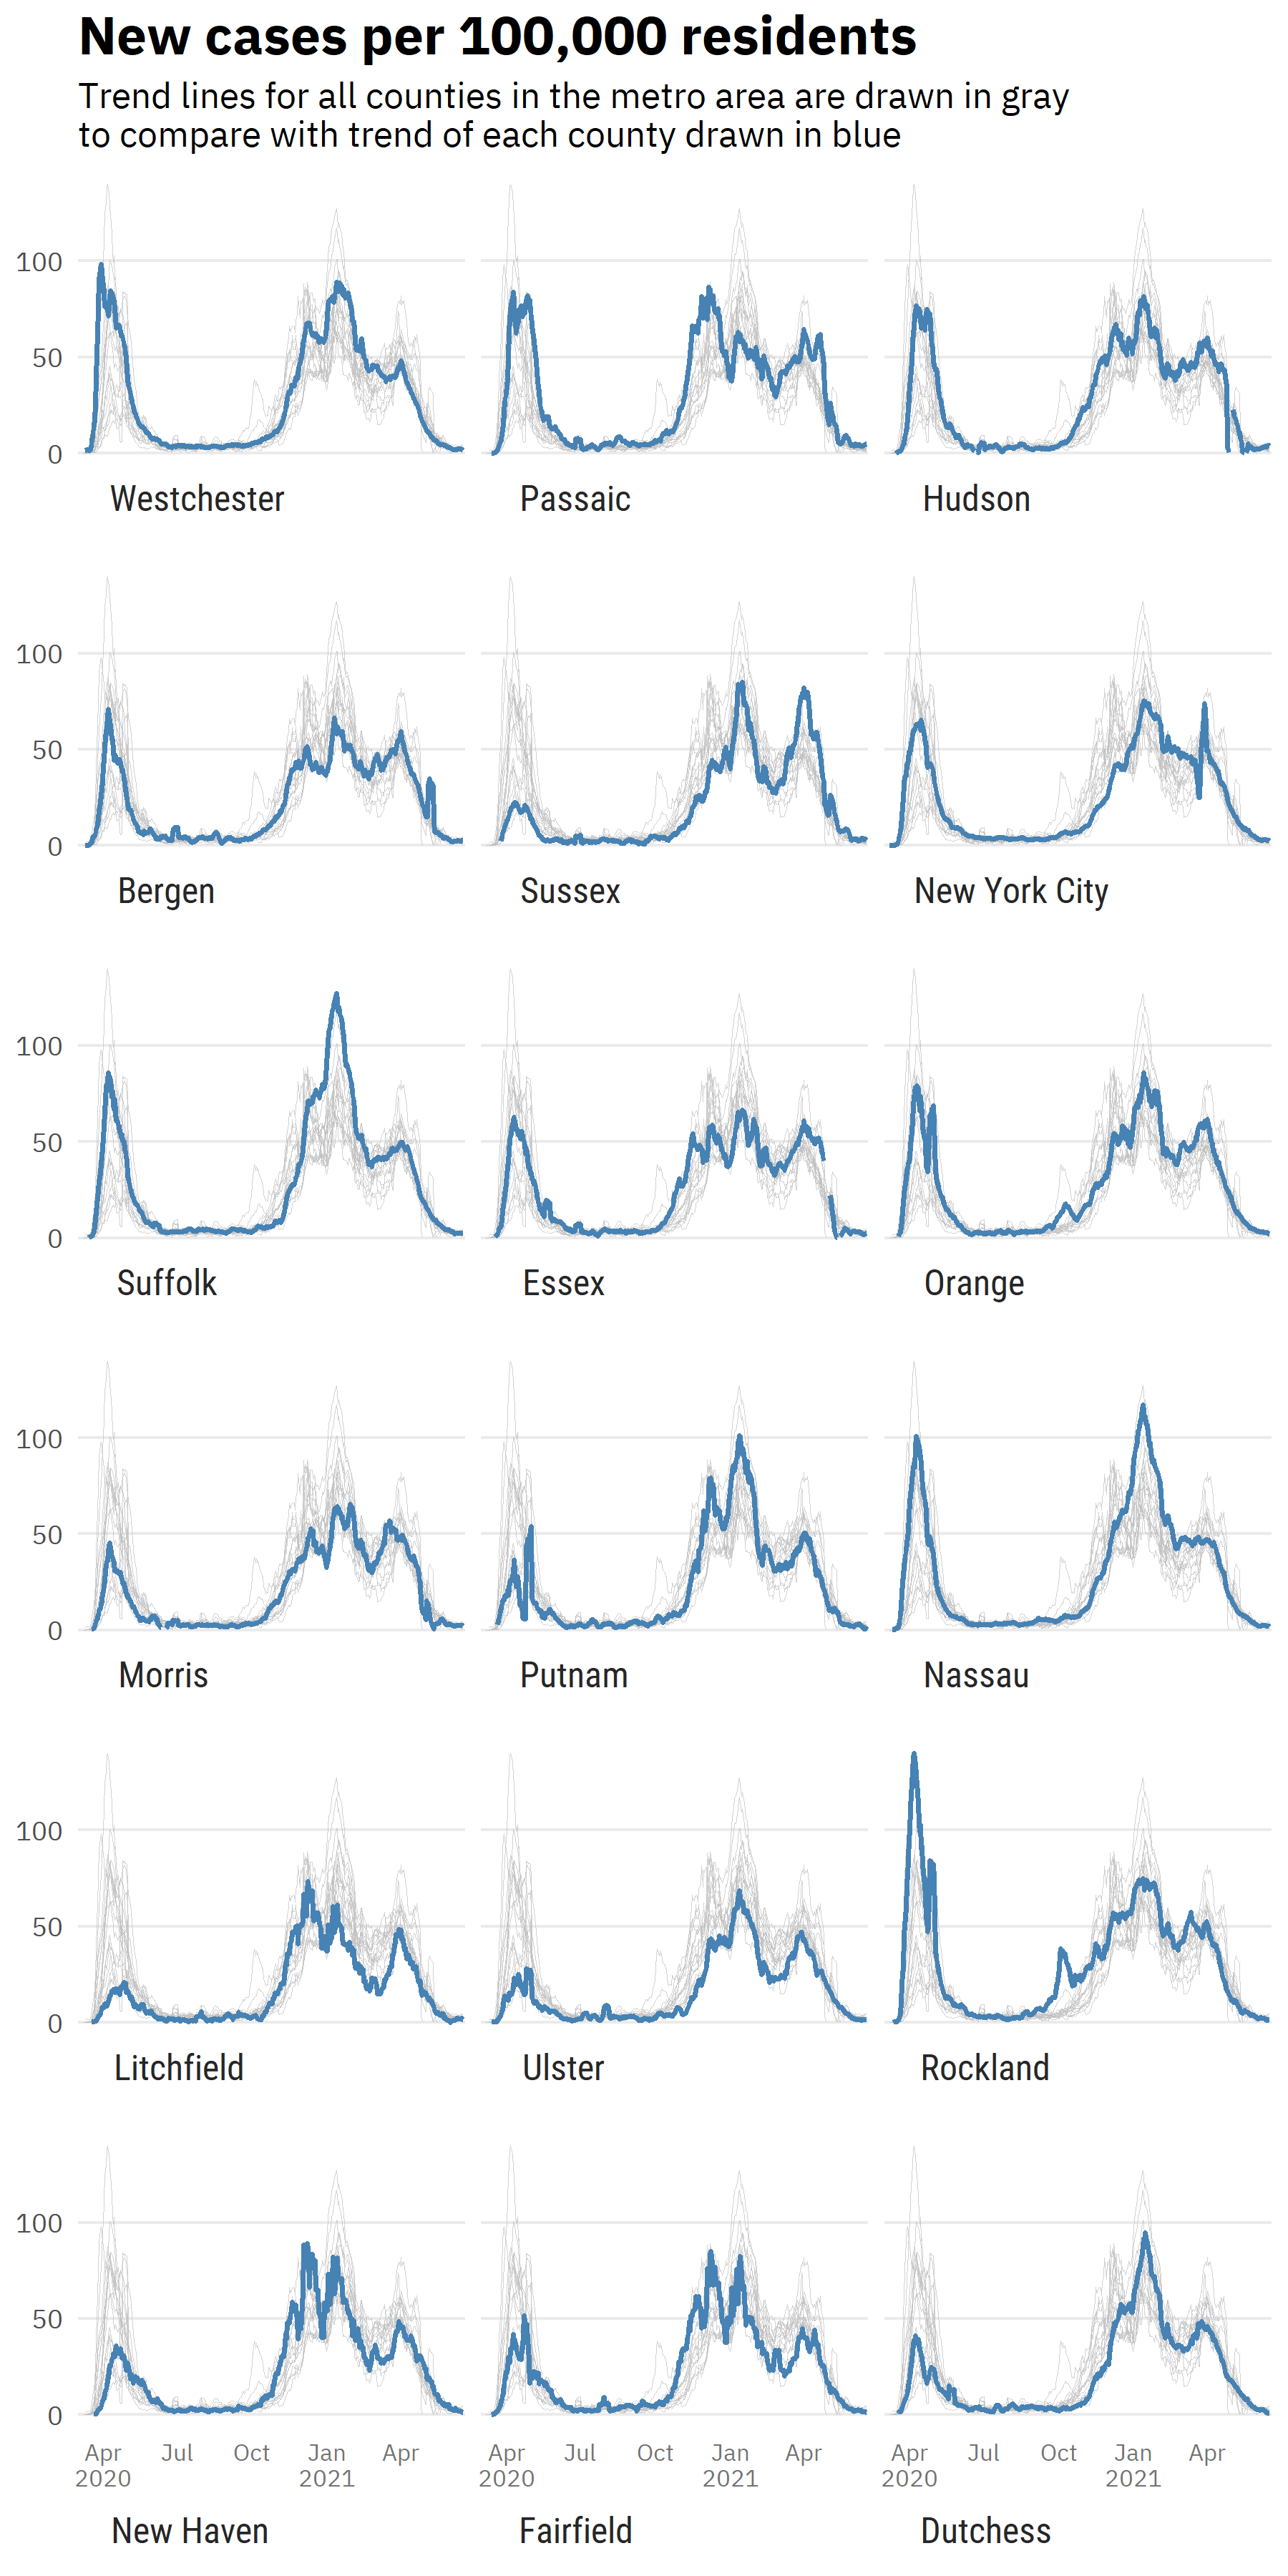 New cases per 100,000 residents
Trend lines for all counties in the metro area are drawn in gray
to compare with trend of each county drawn in blue
100
50
0
Westchester Passaic Hudson
100
50
0
Bergen Sussex New York City
100
50
0
Suffolk Essex Orange
100
50
0
Morris Putnam Nassau
100
50
0
Litchfield Ulster Rockland
100
50
0
Apr Jul Oct Jan Apr Apr Jul Oct Jan Apr Apr Jul Oct Jan Apr
2020 2021 2020 2021 2020 2021
New Haven Fairfield Dutchess